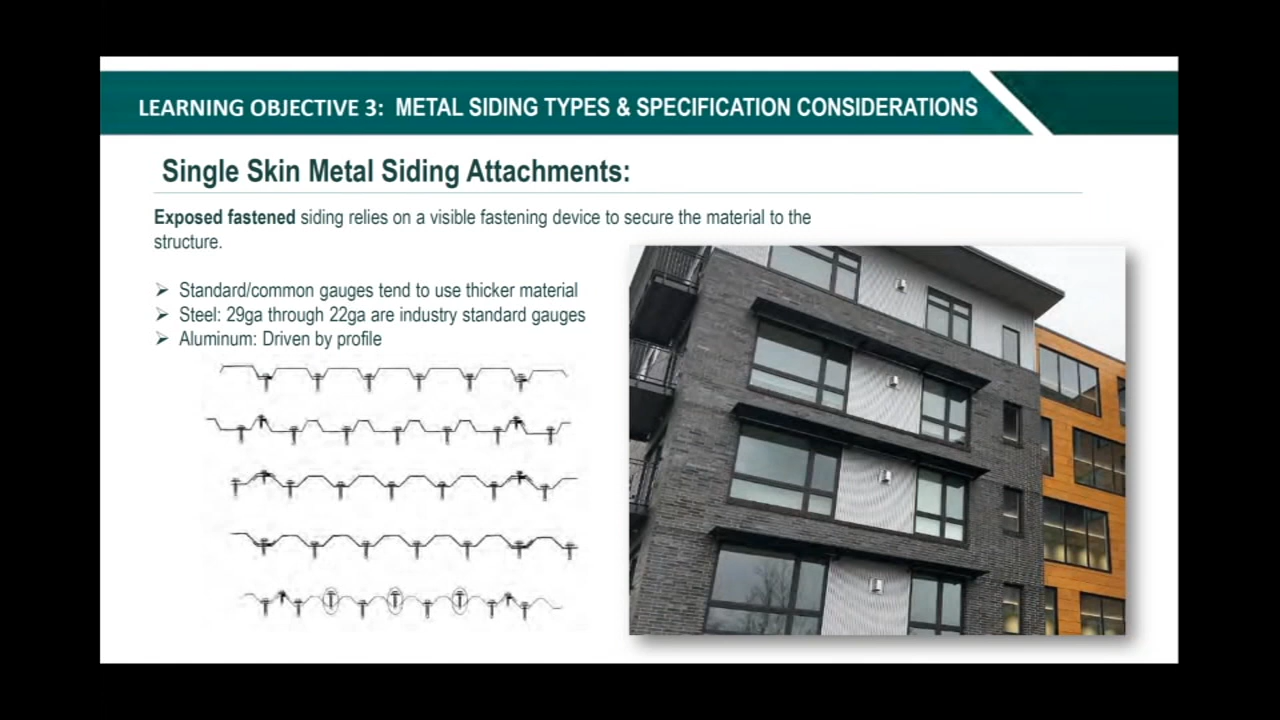 LEARNING OBJECTIVE 3: METAL SIDING TYPES & SPECIFICATION CONSIDERATIONS
Single Skin Metal Siding Attachments:
Exposed fastened siding relies on a visible fastening device to secure the material to the
structure.
➢ Standard/common gauges tend to use thicker material
➢ Steel: 29ga through 22ga are industry standard gauges
➢ Aluminum: Driven by profile